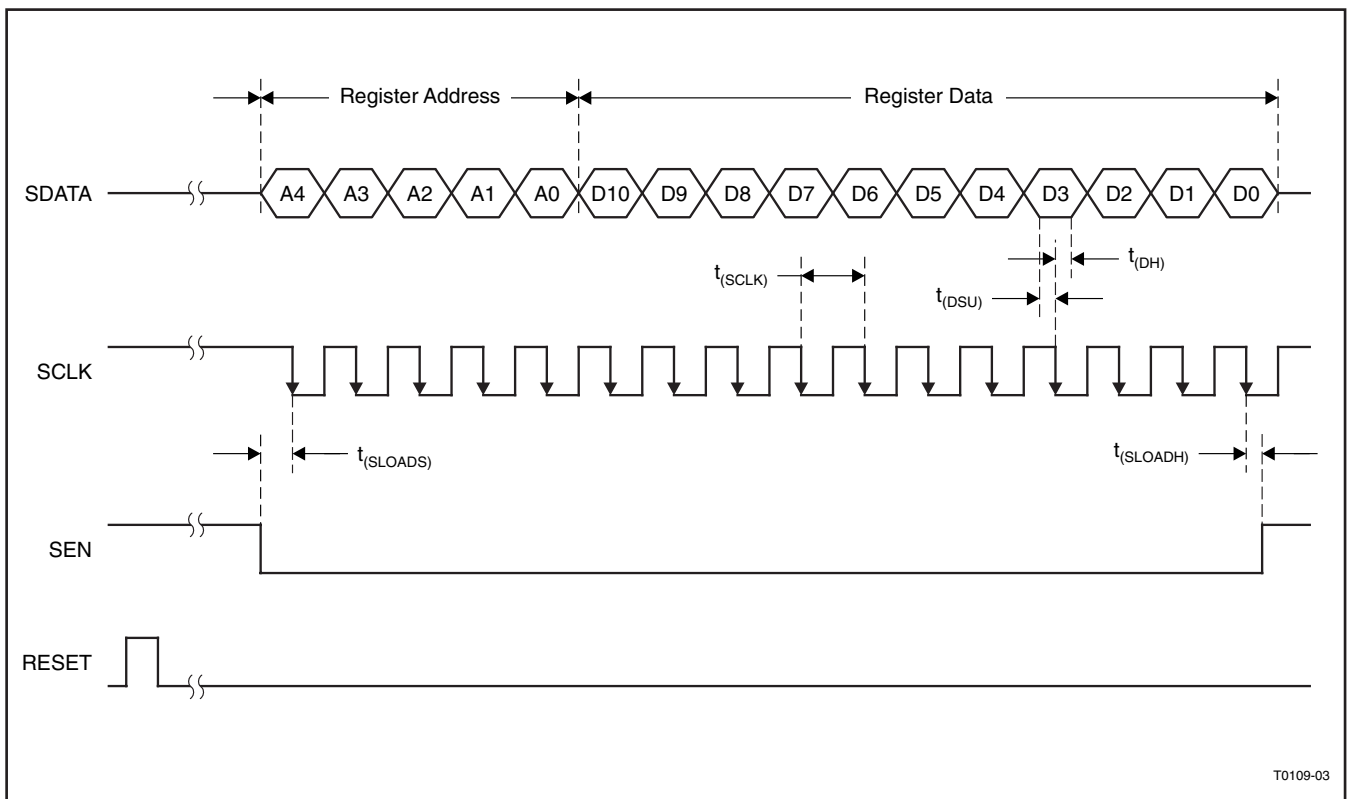 Register Address
Register Data
SDATA
A4 A3 A2 A1 A0 D10 D9 D8 D7 D6 D5 D4 D3 D2 D1 D0
t(DH)
t(SCLK)
t(DSU)
SCLK
t(SLOADS)
t(SLOADH)
SEN
RESET
T0109-03